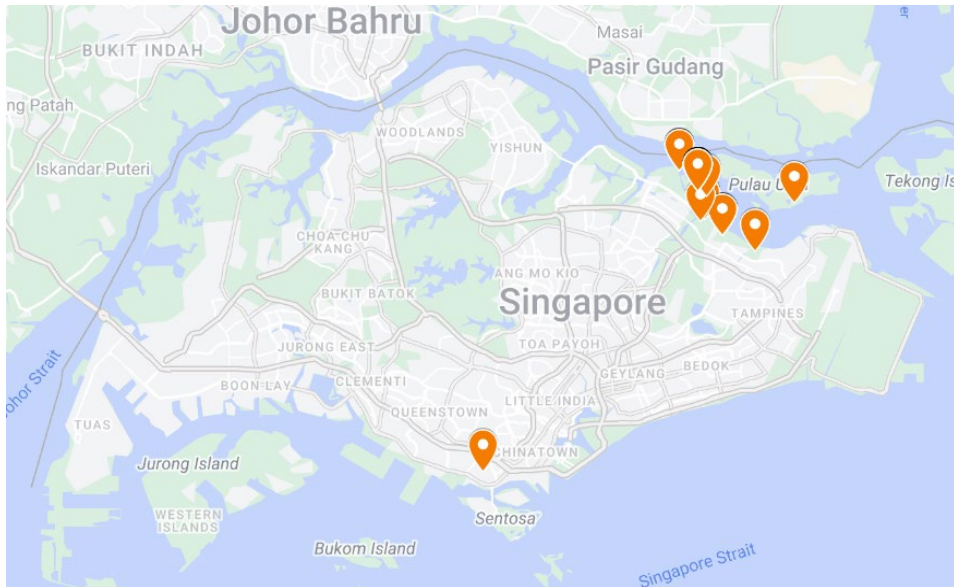 Johor Bahru
Masai
BUKIT INDAH
Pasir Gudang
ng Patah
WOODLANDS
YISHUN
Iskandar Puteri
Pulau
Tekong Is
CHOA CHU
KANG
ANG MO KIO
BUKIT BATOK
Singapore
TAMPINES
JURONG EAST
TOA PAYOH
Johor Strait
BOON LAY
CLEMENTI
GEYLANG
BEDOK
QUEENSTOWN
LITTLE INDIA
TUAS
CHINATOWN
Jurong Island
WESTERN
ISLANDS
Sentosa
Bukom Island
Singapore Strait